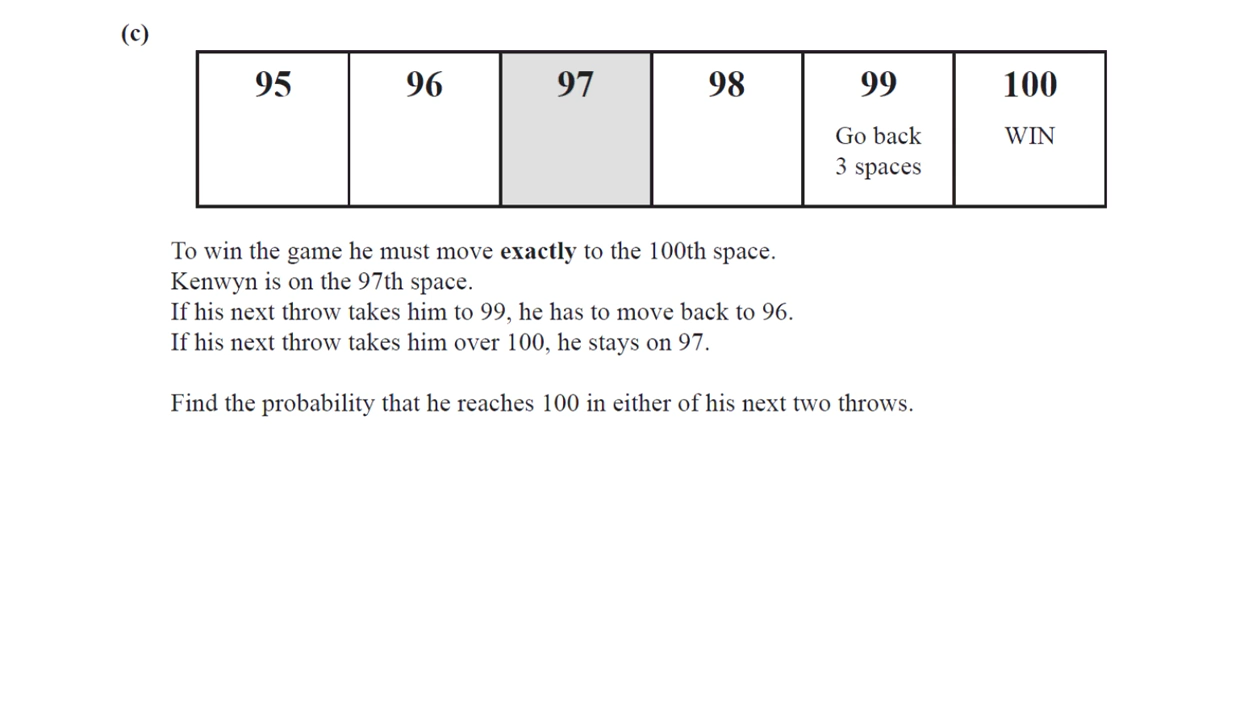 (c)
95 96 97 98 99 100
Go back WIN
3 spaces
To win the game he must move exactly to the 100th space.
Kenwyn is on the 97th space.
If his next throw takes him to 99, he has to move back to 96.
If his next throw takes him over 100, he stays on 97.
Find the probability that he reaches 100 in either of his next two throws.